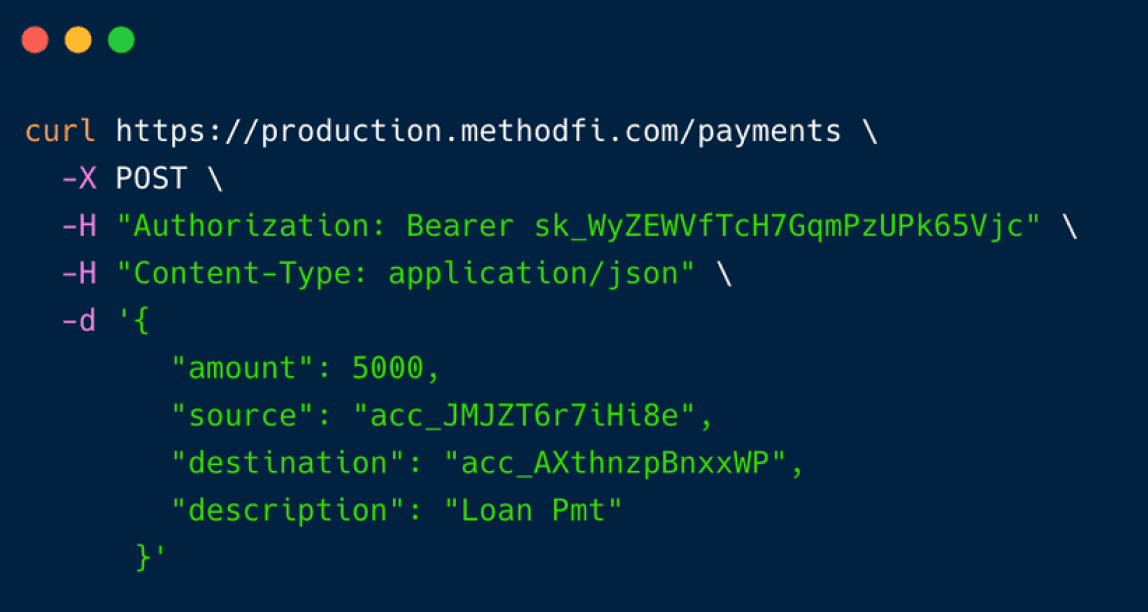 curl https://production.methodfi.com/payments \
-X POST \
-H "Authorization: Bearer sk_WyZEWVfTcH7GqmPzUPk65Vjc" \
-H "Content-Type: application/json" \
-d '{
"amount": 5000,
"source": "acc_JMJZT6r7iHi8e",
"destination": "acc_AXthnzpBnxxWP",
"description": "Loan Pmt"
}'